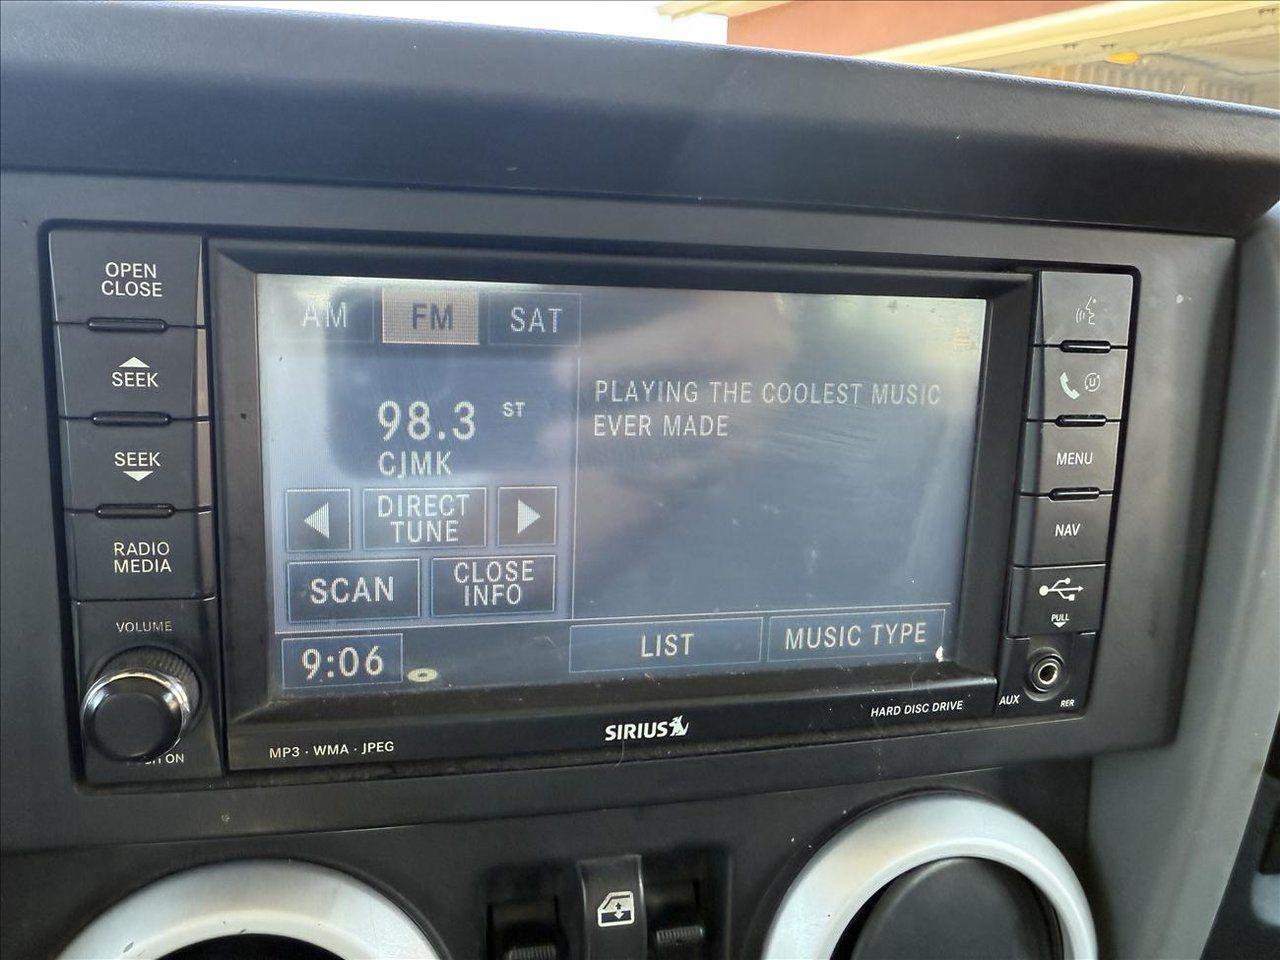 OPEN
CLOSE
SEEK
SEEK
RADIO
MEDIA
VOLUME
ON
AM
FM
SAT
98.3
ST
CJMK
DIRECT
TUNE
SCAN
CLOSE
INFO
9:06
PLAYING THE COOLEST MUSIC
EVER MADE
LIST
MUSIC TYPE
MP3 · WMA · JPEG
SIRIUS
HARD DISC DRIVE
MENU
NAV
PULL
AUX
RER